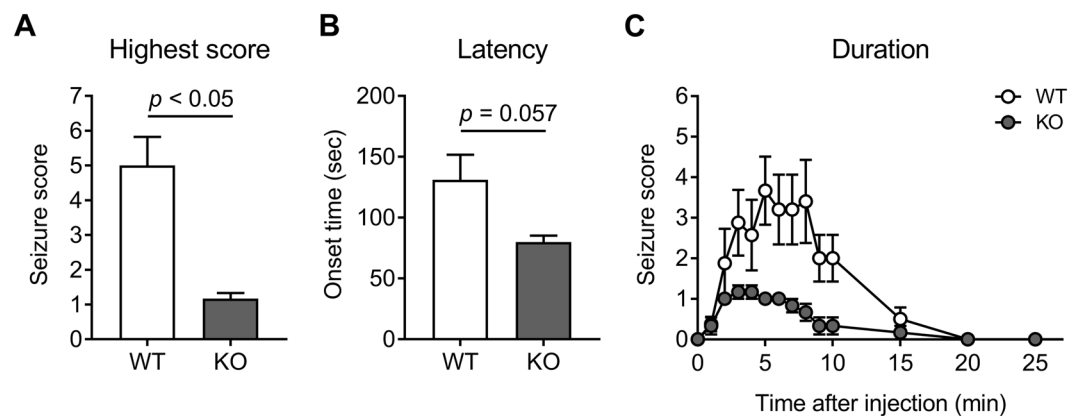 A
Highest score
Seizure score
7
6
5
4
3
2
1
0
p < 0.05
WT
KO
B
Latency
Onset time (sec)
200
150
100
50
0
p = 0.057
WT
KO
C
Duration
Seizure score
6
5
4
3
2
1
0
WT
KO
0 5 10 15 20 25
Time after injection (min)